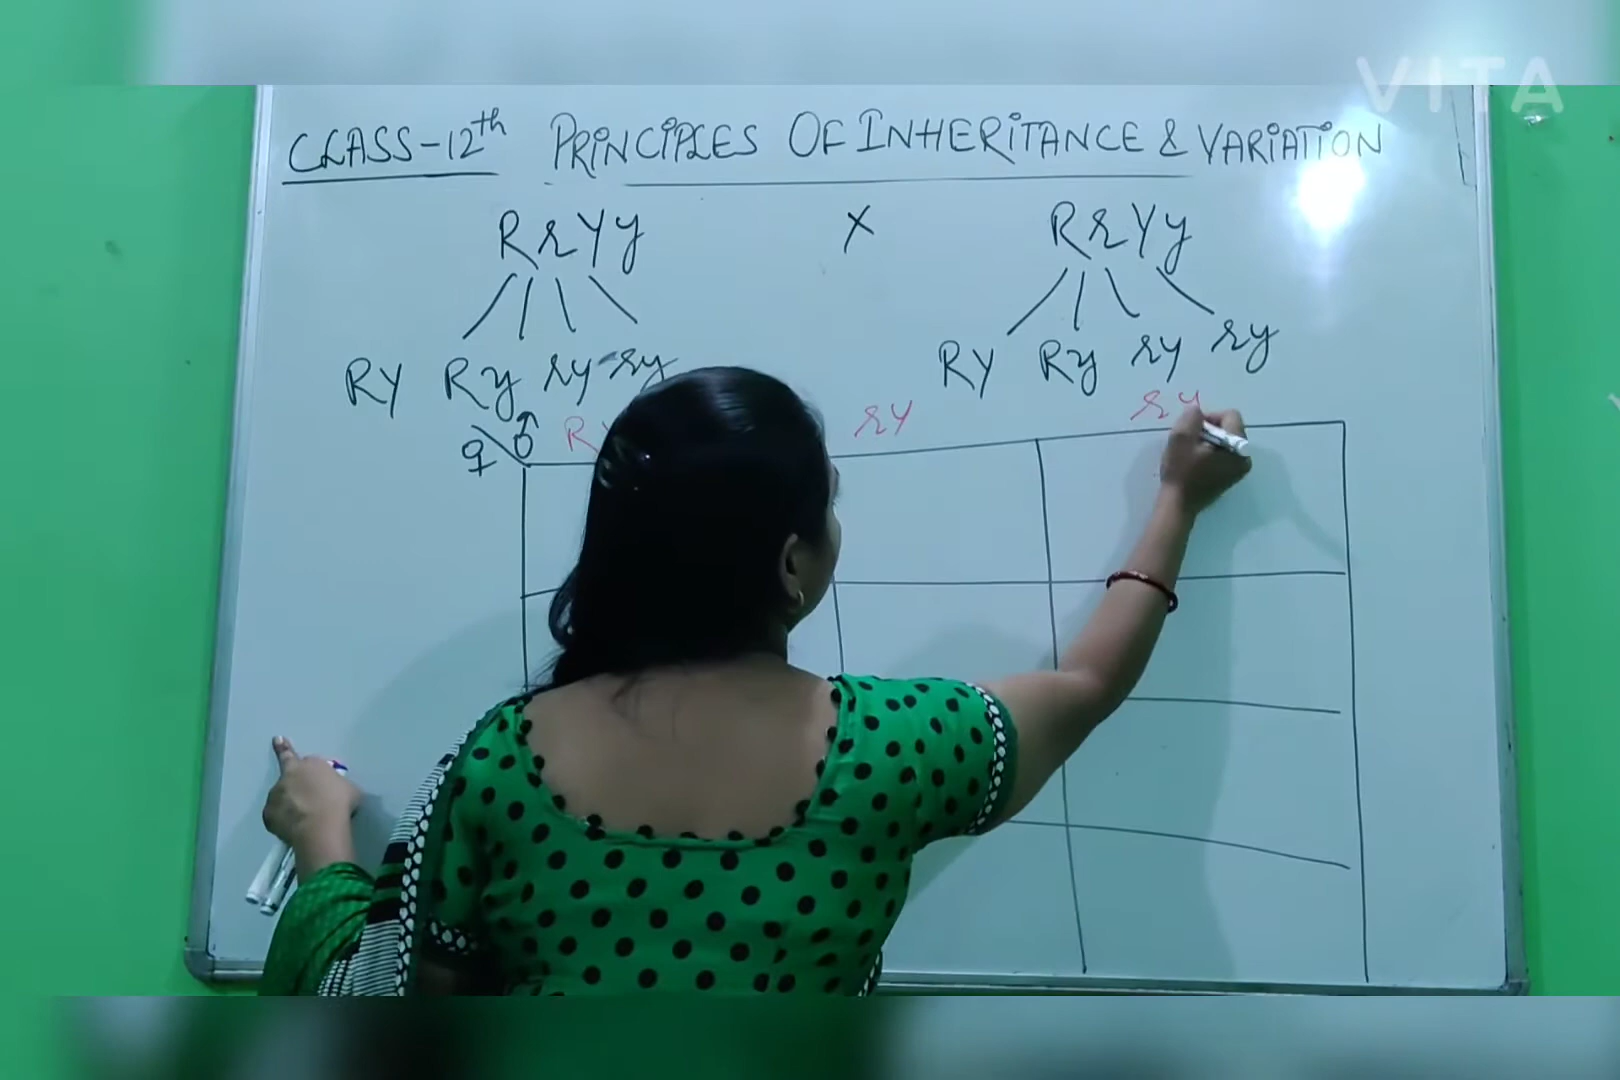 VITA
CLASS-12th PRINCIPLES OF INHERITANCE & VARIATION
RrYy X RrYy
RY Ry rY ry RY Ry rY ry
♀ ♂ R rY ry